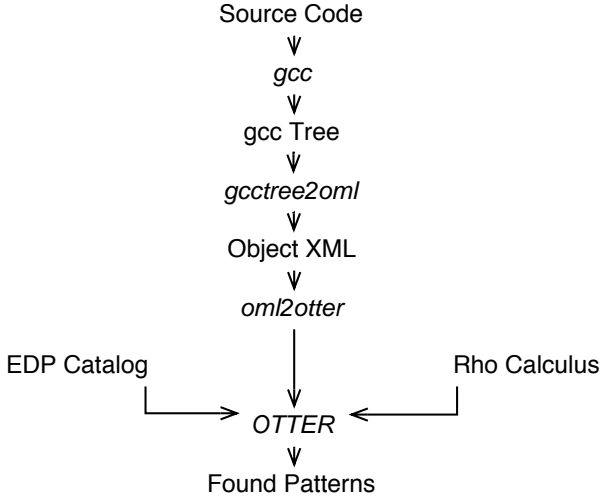 Source Code
gcc
gcc Tree
gcctree2oml
Object XML
oml2otter
EDP Catalog
Rho Calculus
OTTER
Found Patterns